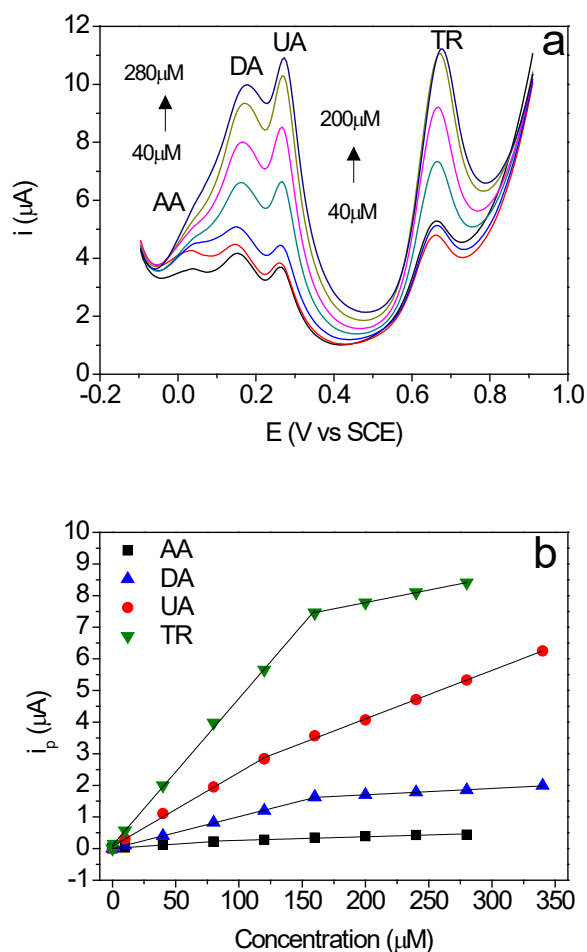 a
12
10
8
6
4
2
0
i (μA)
280μM
40μM
AA
DA
UA
200μM
40μM
TR
-0.2 0.0 0.2 0.4 0.6 0.8 1.0
E (V vs SCE)
b
10
9
8
7
6
5
4
3
2
1
0
-1
ip (μA)
AA
DA
UA
TR
0 50 100 150 200 250 300 350
Concentration (μM)